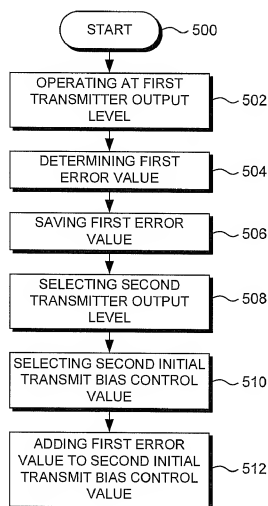 START
500
OPERATING AT FIRST
TRANSMITTER OUTPUT
LEVEL
502
DETERMINING FIRST
ERROR VALUE
504
SAVING FIRST ERROR
VALUE
506
SELECTING SECOND
TRANSMITTER OUTPUT
LEVEL
508
SELECTING SECOND INITIAL
TRANSMIT BIAS CONTROL
VALUE
510
ADDING FIRST ERROR
VALUE TO SECOND INITIAL
TRANSMIT BIAS CONTROL
VALUE
512